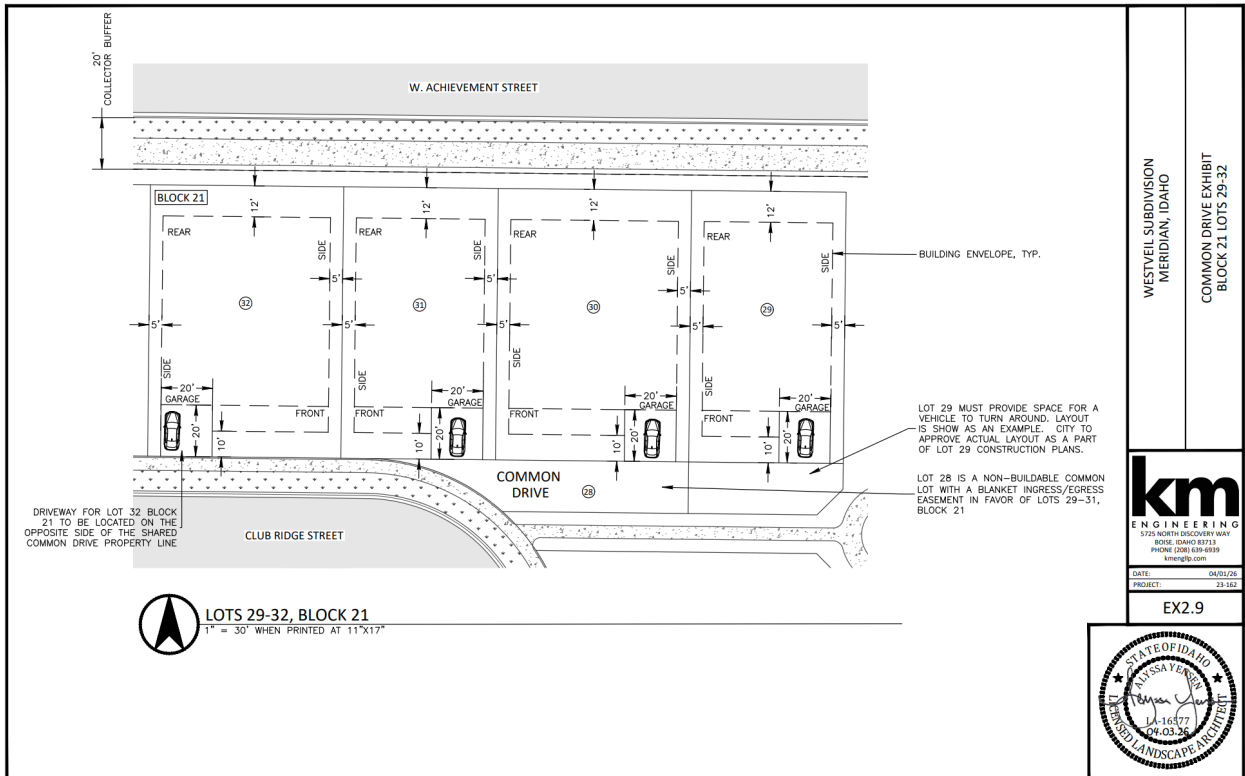 20'
COLLECTOR BUFFER
W. ACHIEVEMENT STREET
BLOCK 21
12'
12'
12'
12'
REAR
REAR
REAR
REAR
SIDE
SIDE
SIDE
SIDE
BUILDING ENVELOPE, TYP.
5'
5'
5'
32
31
30
29
5'
5'
5'
5'
5'
SIDE
SIDE
SIDE
SIDE
20'
20'
20'
20'
GARAGE
GARAGE
GARAGE
GARAGE
FRONT
FRONT
FRONT
FRONT
20'
10'
10'
20'
10'
20'
10'
20'
COMMON
DRIVE
28
LOT 29 MUST PROVIDE SPACE FOR A
VEHICLE TO TURN AROUND. LAYOUT
IS SHOW AS AN EXAMPLE. CITY TO
APPROVE ACTUAL LAYOUT AS A PART
OF LOT 29 CONSTRUCTION PLANS.
LOT 28 IS A NON-BUILDABLE COMMON
LOT WITH A BLANKET INGRESS/EGRESS
EASEMENT IN FAVOR OF LOTS 29-31,
BLOCK 21
DRIVEWAY FOR LOT 32 BLOCK
21 TO BE LOCATED ON THE
OPPOSITE SIDE OF THE SHARED
COMMON DRIVE PROPERTY LINE
CLUB RIDGE STREET
LOTS 29-32, BLOCK 21
1" = 30' WHEN PRINTED AT 11"X17"
WESTVEIL SUBDIVISION
MERIDIAN, IDAHO
COMMON DRIVE EXHIBIT
BLOCK 21 LOTS 29-32
km
ENGINEERING
5725 NORTH DISCOVERY WAY
BOISE, IDAHO 83713
PHONE (208) 639-6939
kmengllp.com
DATE: 04/01/26
PROJECT: 23-162
EX2.9
STATE OF IDAHO
ALYSSA YENSEN
LA-16577
04.03.26
LICENSED LANDSCAPE ARCHITECT